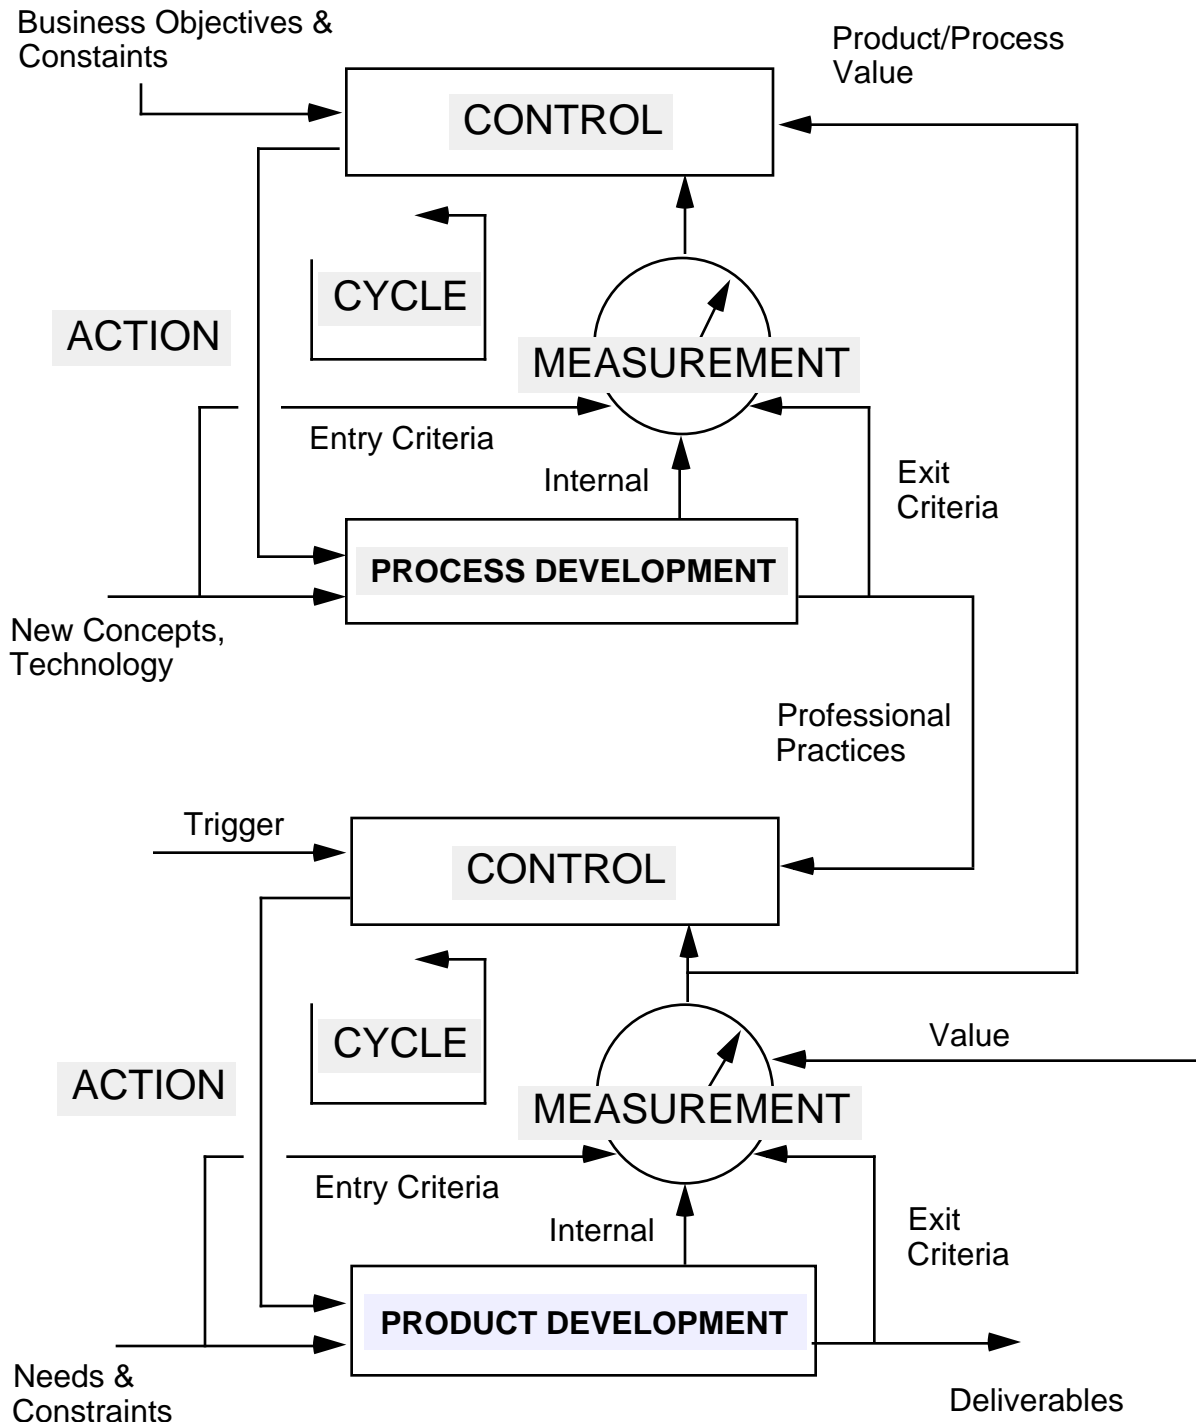 Business Objectives &
Constaints
Product/Process
Value
CONTROL
CYCLE
ACTION
MEASUREMENT
Entry Criteria
Internal
Exit
Criteria
PROCESS DEVELOPMENT
New Concepts,
Technology
Professional
Practices
Trigger
CONTROL
CYCLE
Value
ACTION
MEASUREMENT
Entry Criteria
Internal
Exit
Criteria
PRODUCT DEVELOPMENT
Needs &
Constraints
Deliverables